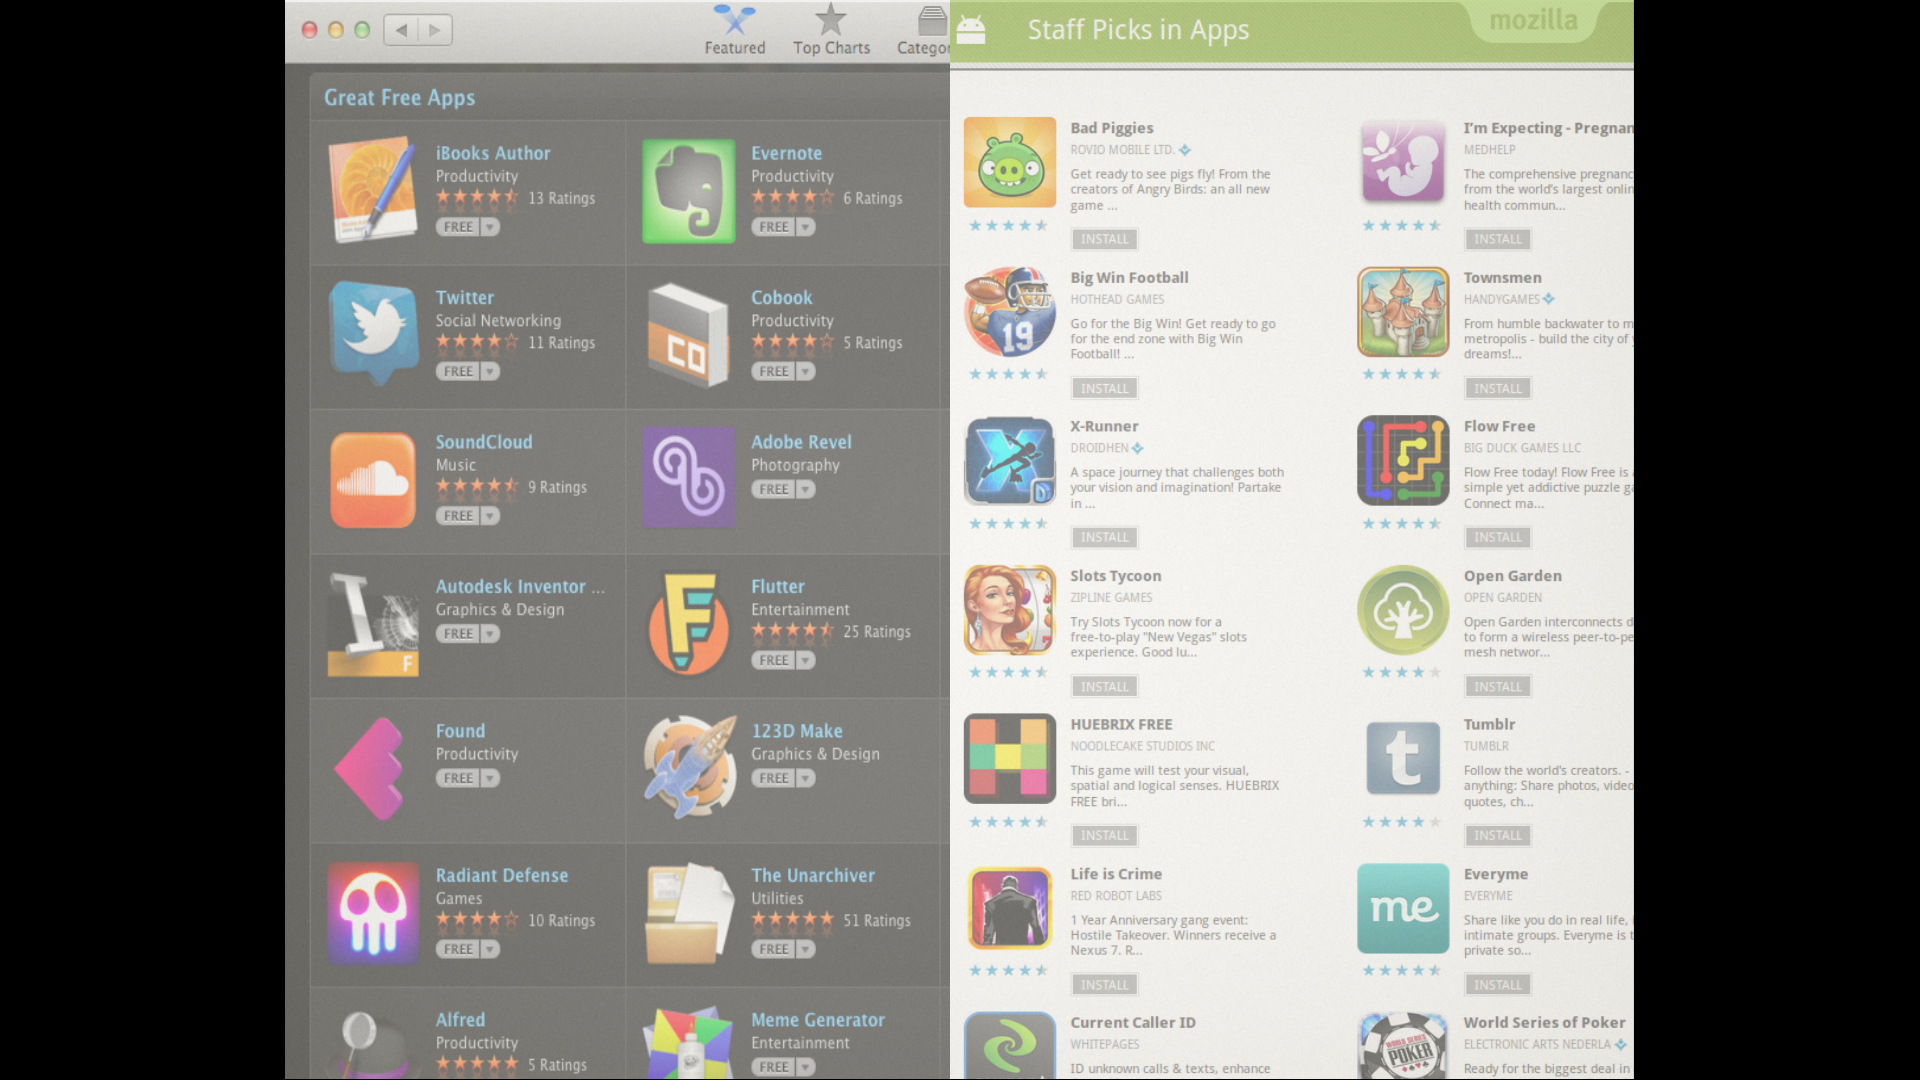 Featured
Top Charts
Categor
Great Free Apps
iBooks Author
Productivity
13 Ratings
FREE
Evernote
Productivity
6 Ratings
FREE
Twitter
Social Networking
11 Ratings
FREE
Cobook
Productivity
5 Ratings
FREE
CO
SoundCloud
Music
9 Ratings
FREE
Adobe Revel
Photography
FREE
Autodesk Inventor ...
Graphics & Design
FREE
I
F
Flutter
Entertainment
25 Ratings
FREE
F
Found
Productivity
FREE
123D Make
Graphics & Design
FREE
Radiant Defense
Games
10 Ratings
FREE
The Unarchiver
Utilities
51 Ratings
FREE
Alfred
Productivity
5 Ratings
Meme Generator
Entertainment
FREE
Staff Picks in Apps
mozilla
Bad Piggies
ROVIO MOBILE LTD.
Get ready to see pigs fly! From the
creators of Angry Birds: an all new
game ...
INSTALL
I'm Expecting - Pregnan
MEDHELP
The comprehensive pregnanc
from the world's largest onlin
health commun...
INSTALL
Big Win Football
HOTHEAD GAMES
Go for the Big Win! Get ready to go
for the end zone with Big Win
Football! ...
INSTALL
19
Townsmen
HANDYGAMES
From humble backwater to m
metropolis - build the city of y
dreams!...
INSTALL
X-Runner
DROIDHEN
A space journey that challenges both
your vision and imagination! Partake
in ...
INSTALL
X
D
Flow Free
BIG DUCK GAMES LLC
Flow Free today! Flow Free is a
simple yet addictive puzzle ga
Connect ma...
INSTALL
Slots Tycoon
ZIPLINE GAMES
Try Slots Tycoon now for a
free-to-play "New Vegas" slots
experience. Good lu...
INSTALL
Open Garden
OPEN GARDEN
Open Garden interconnects d
to form a wireless peer-to-pe
mesh networ...
INSTALL
HUEBRIX FREE
NOODLECAKE STUDIOS INC
This game will test your visual,
spatial and logical senses. HUEBRIX
FREE bri...
INSTALL
H
Tumblr
TUMBLR
Follow the world's creators. -
anything: Share photos, video
quotes, ch...
INSTALL
t
Life is Crime
RED ROBOT LABS
1 Year Anniversary gang event:
Hostile Takeover. Winners receive a
Nexus 7. R...
INSTALL
Everyme
EVERYME
Share like you do in real life,
intimate groups. Everyme is t
private so...
INSTALL
me
Current Caller ID
WHITEPAGES
ID unknown calls & texts, enhance
World Series of Poker
ELECTRONIC ARTS NEDERLA
Ready for the biggest deal in
WORLD SERIES
POKER